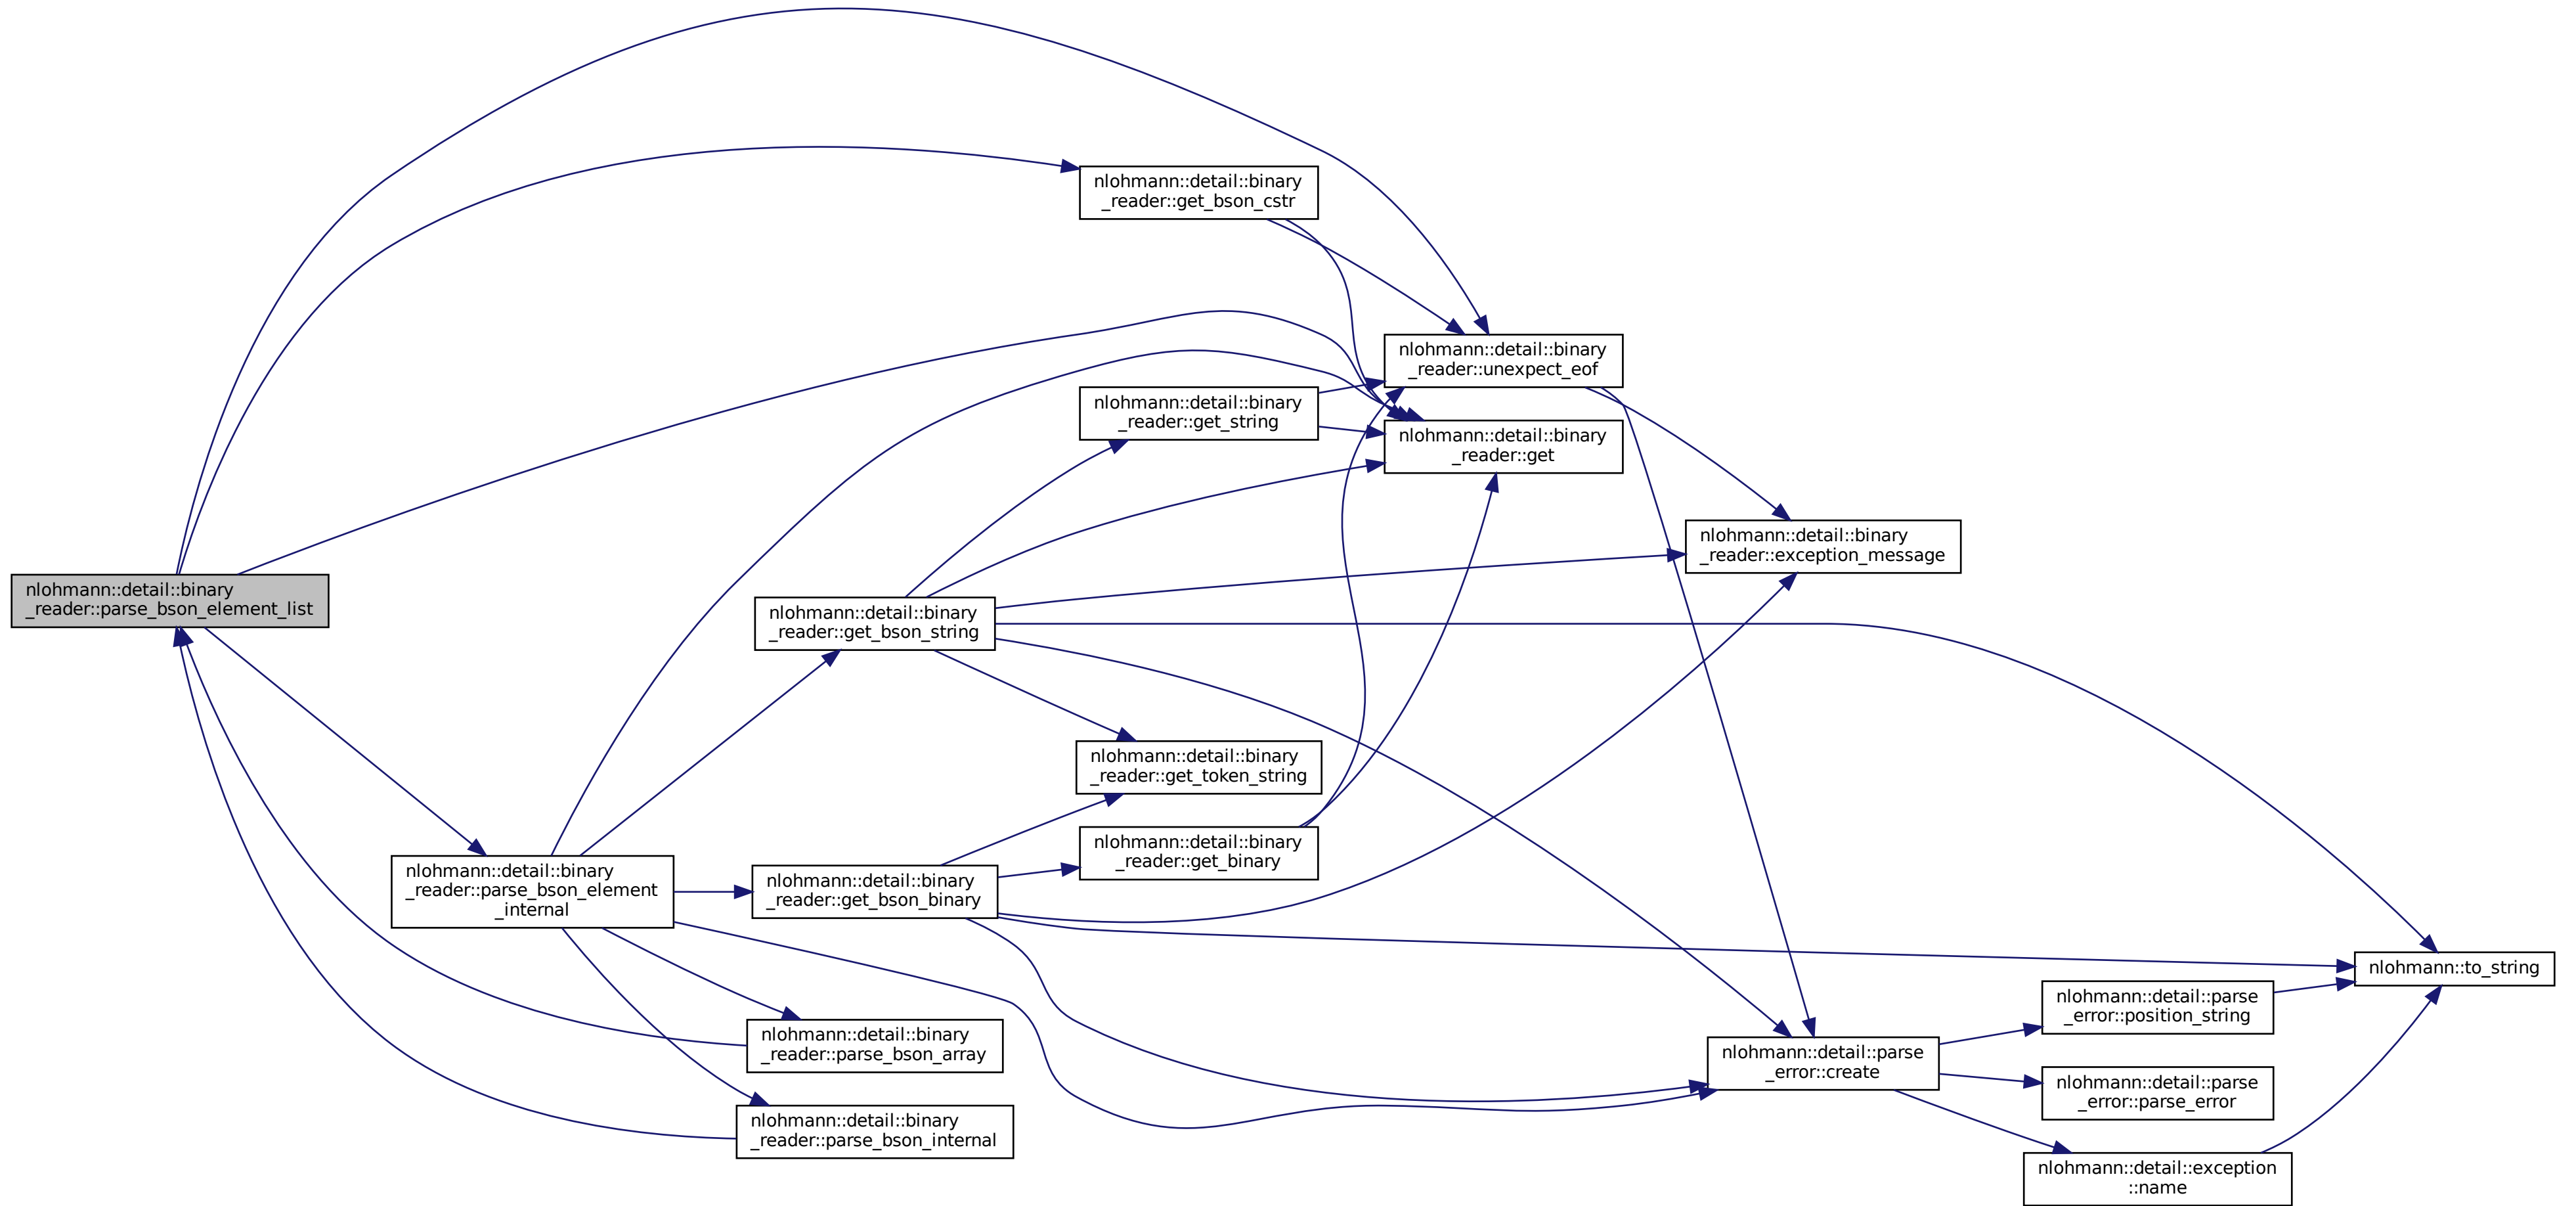 nlohmann::detail::binary
_reader::parse_bson_element_list
nlohmann::detail::binary
_reader::parse_bson_element
_internal
nlohmann::detail::binary
_reader::get_bson_string
nlohmann::detail::binary
_reader::get_bson_binary
nlohmann::detail::binary
_reader::parse_bson_array
nlohmann::detail::binary
_reader::parse_bson_internal
nlohmann::detail::binary
_reader::get_bson_cstr
nlohmann::detail::binary
_reader::get_string
nlohmann::detail::binary
_reader::get_token_string
nlohmann::detail::binary
_reader::get_binary
nlohmann::detail::binary
_reader::unexpect_eof
nlohmann::detail::binary
_reader::get
nlohmann::detail::binary
_reader::exception_message
nlohmann::detail::parse
_error::create
nlohmann::detail::parse
_error::position_string
nlohmann::detail::parse
_error::parse_error
nlohmann::detail::exception
::name
nlohmann::to_string